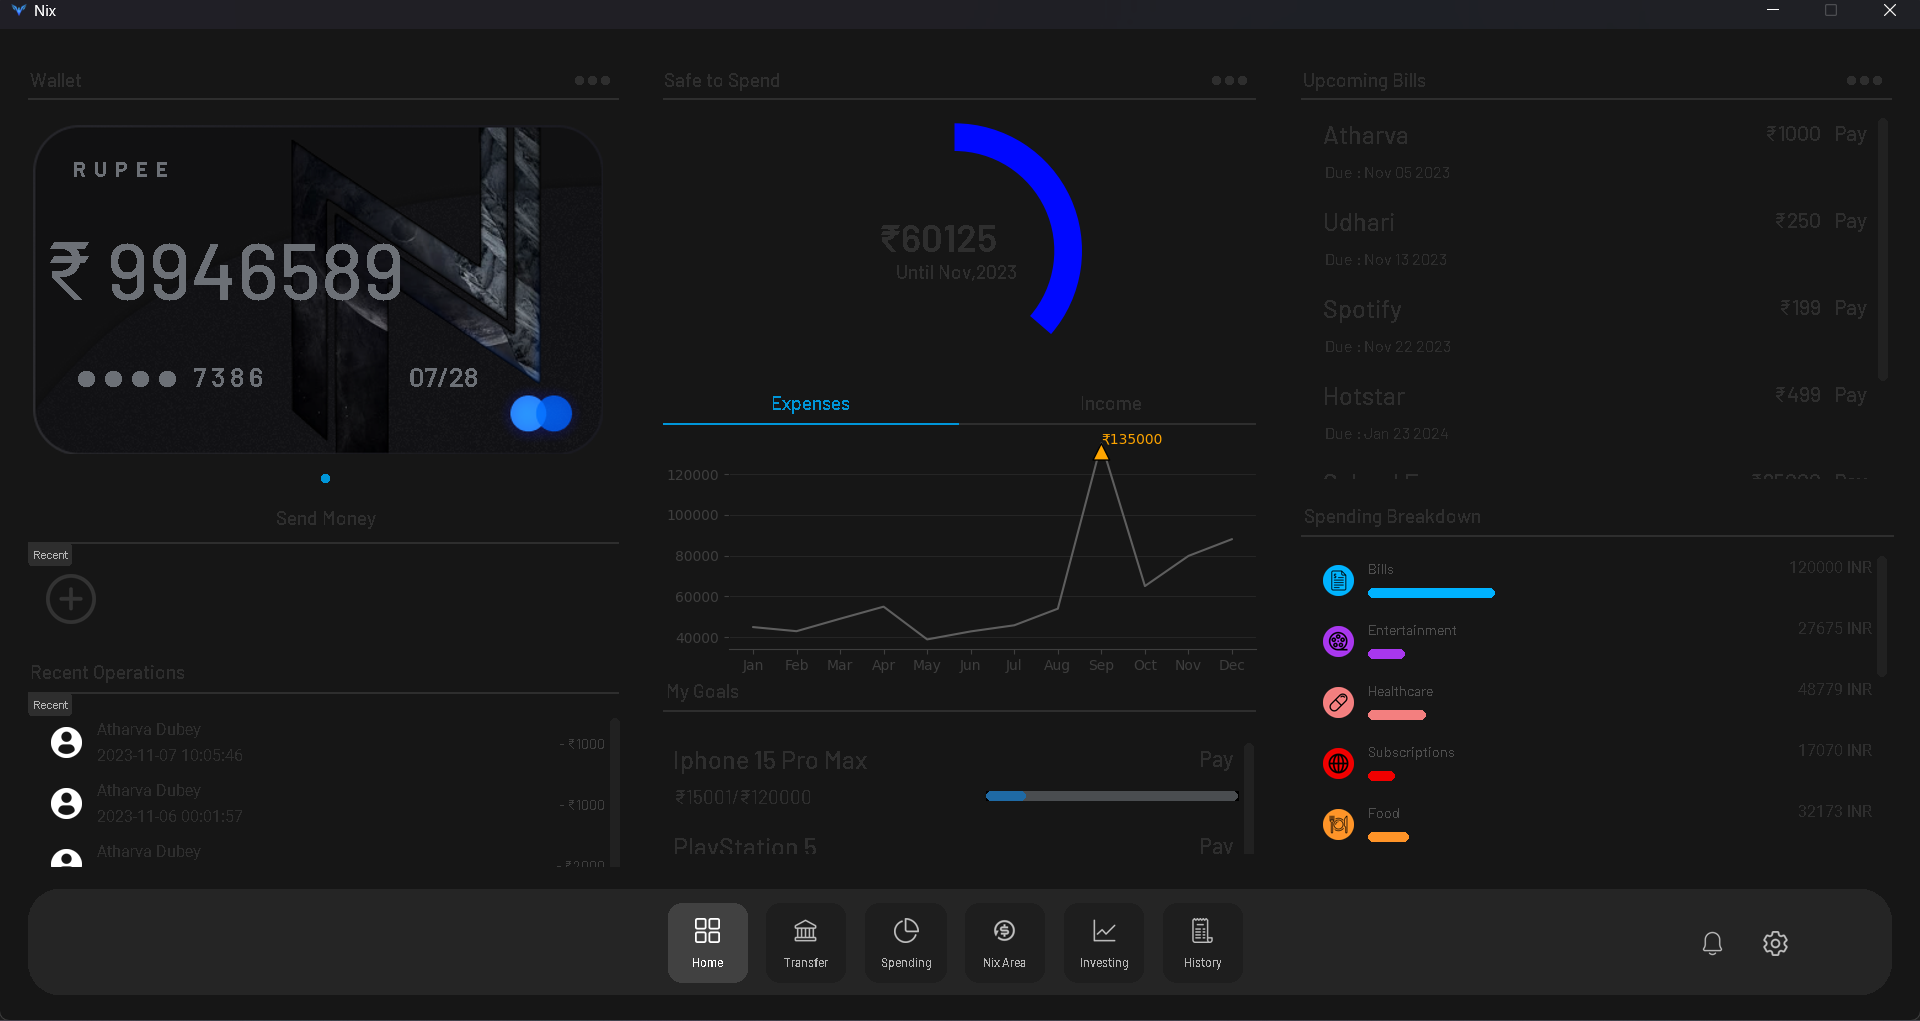 Nix
Wallet
RUPEE
₹ 9946589
7386
07/28
Send Money
Recent
Recent Operations
Recent
Atharva Dubey
2023-11-07 10:05:46
- ₹1000
Atharva Dubey
2023-11-06 00:01:57
- ₹1000
Atharva Dubey
- ₹2000
Safe to Spend
₹60125
Until Nov,2023
Expenses
Income
₹135000
120000
100000
80000
60000
40000
Jan Feb Mar Apr May Jun Jul Aug Sep Oct Nov Dec
My Goals
Iphone 15 Pro Max
Pay
₹15001/₹120000
PlayStation 5
Pay
Upcoming Bills
Atharva
₹1000 Pay
Due : Nov 05 2023
Udhari
₹250 Pay
Due : Nov 13 2023
Spotify
₹199 Pay
Due : Nov 22 2023
Hotstar
₹499 Pay
Due : Jan 23 2024
Pay
Spending Breakdown
Bills
120000 INR
Entertainment
27675 INR
Healthcare
48779 INR
Subscriptions
17070 INR
Food
32173 INR
Home
Transfer
Spending
Nix Area
Investing
History